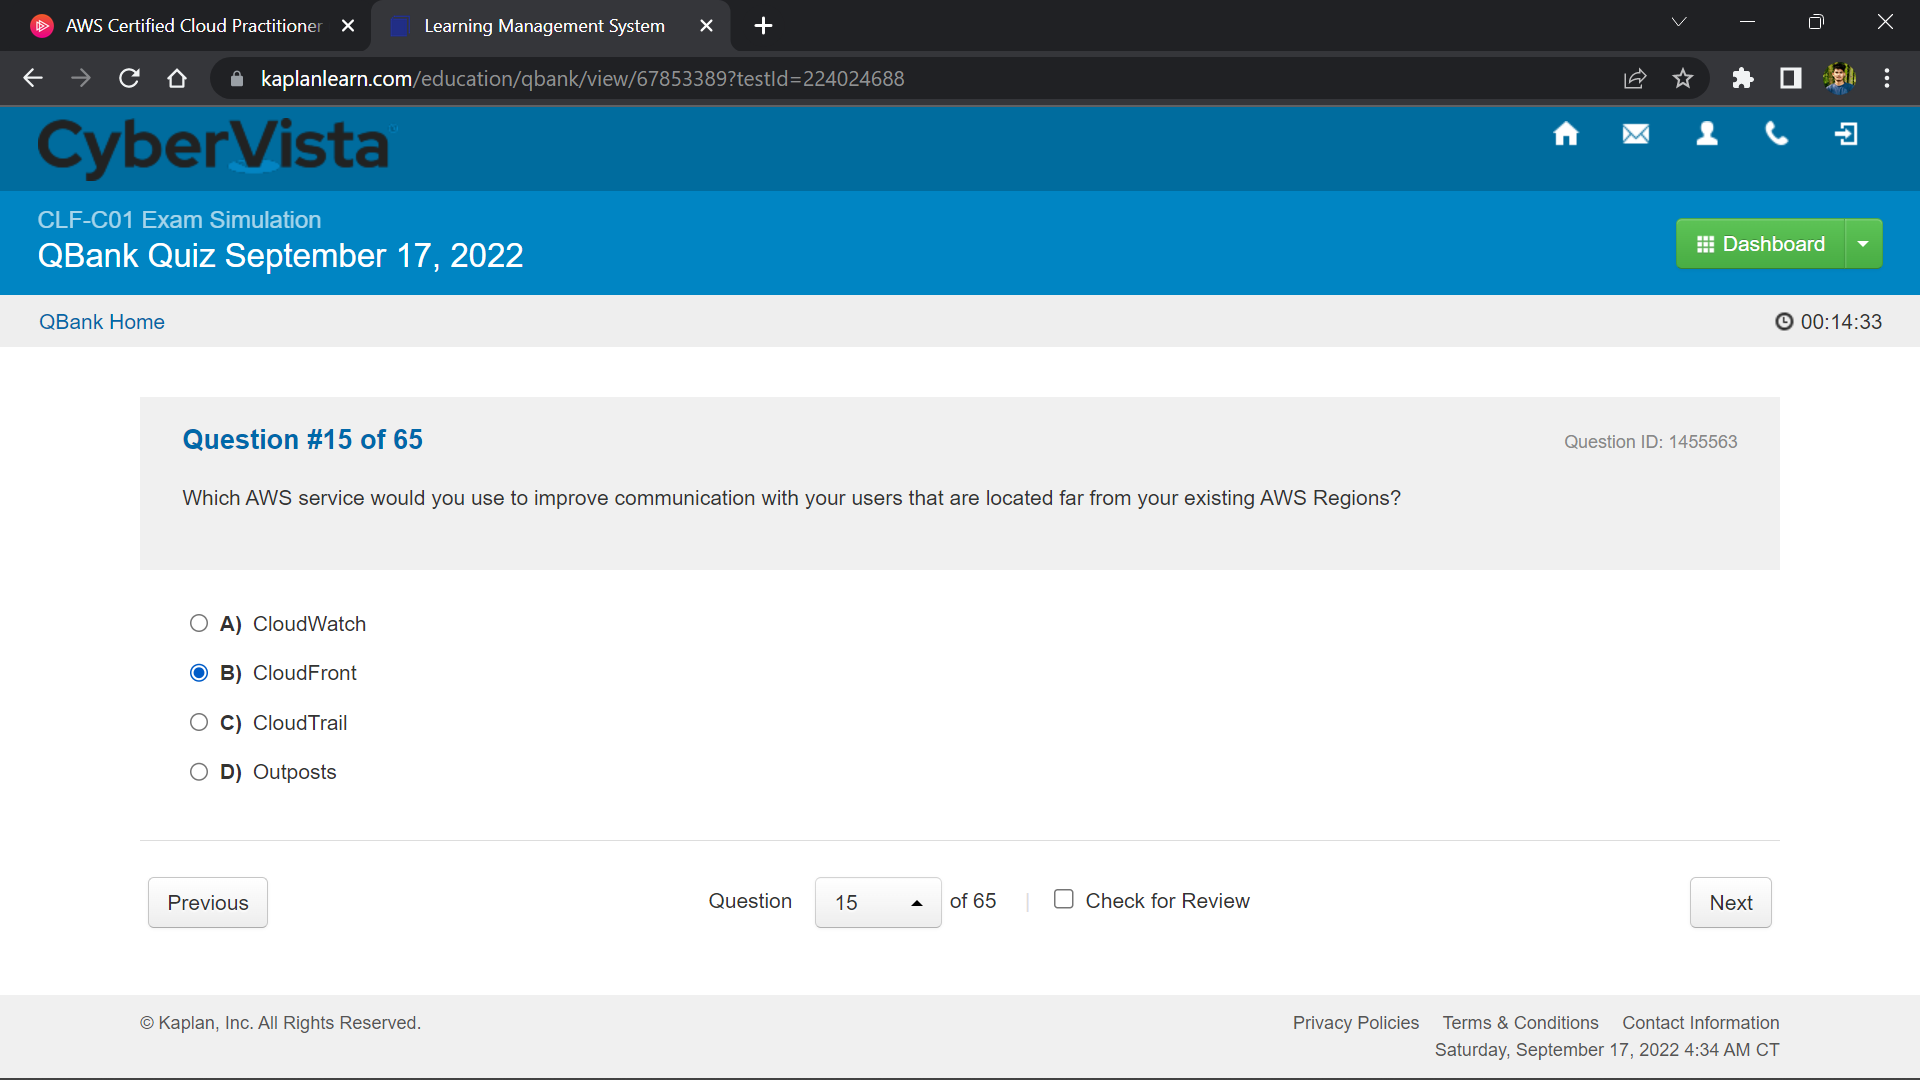 AWS Certified Cloud Practitioner
Learning Management System
kaplanlearn.com/education/qbank/view/67853389?testId=224024688
CyberVista
CLF-C01 Exam Simulation
QBank Quiz September 17, 2022
Dashboard
QBank Home
00:14:33
Question #15 of 65
Question ID: 1455563
Which AWS service would you use to improve communication with your users that are located far from your existing AWS Regions?
A) CloudWatch
B) CloudFront
C) CloudTrail
D) Outposts
Previous
Question 15 of 65 | Check for Review
Next
© Kaplan, Inc. All Rights Reserved.
Privacy Policies Terms & Conditions Contact Information
Saturday, September 17, 2022 4:34 AM CT